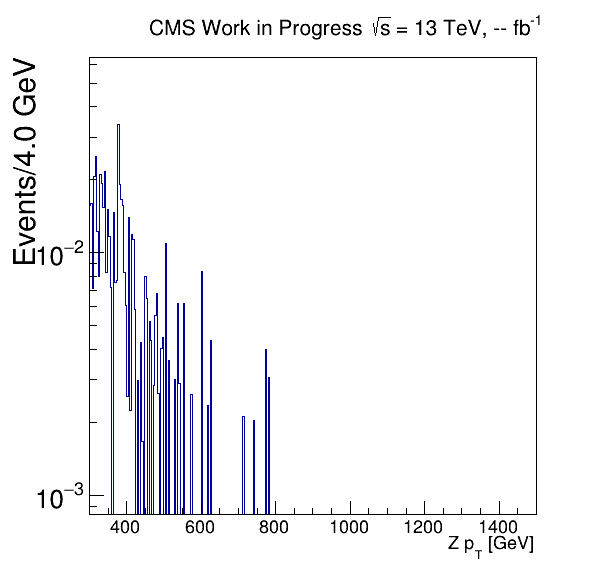 CMS Work in Progress √s = 13 TeV, -- fb⁻¹
Events/4.0 GeV
10⁻²
10⁻³
400 600 800 1000 1200 1400
Z p_T [GeV]